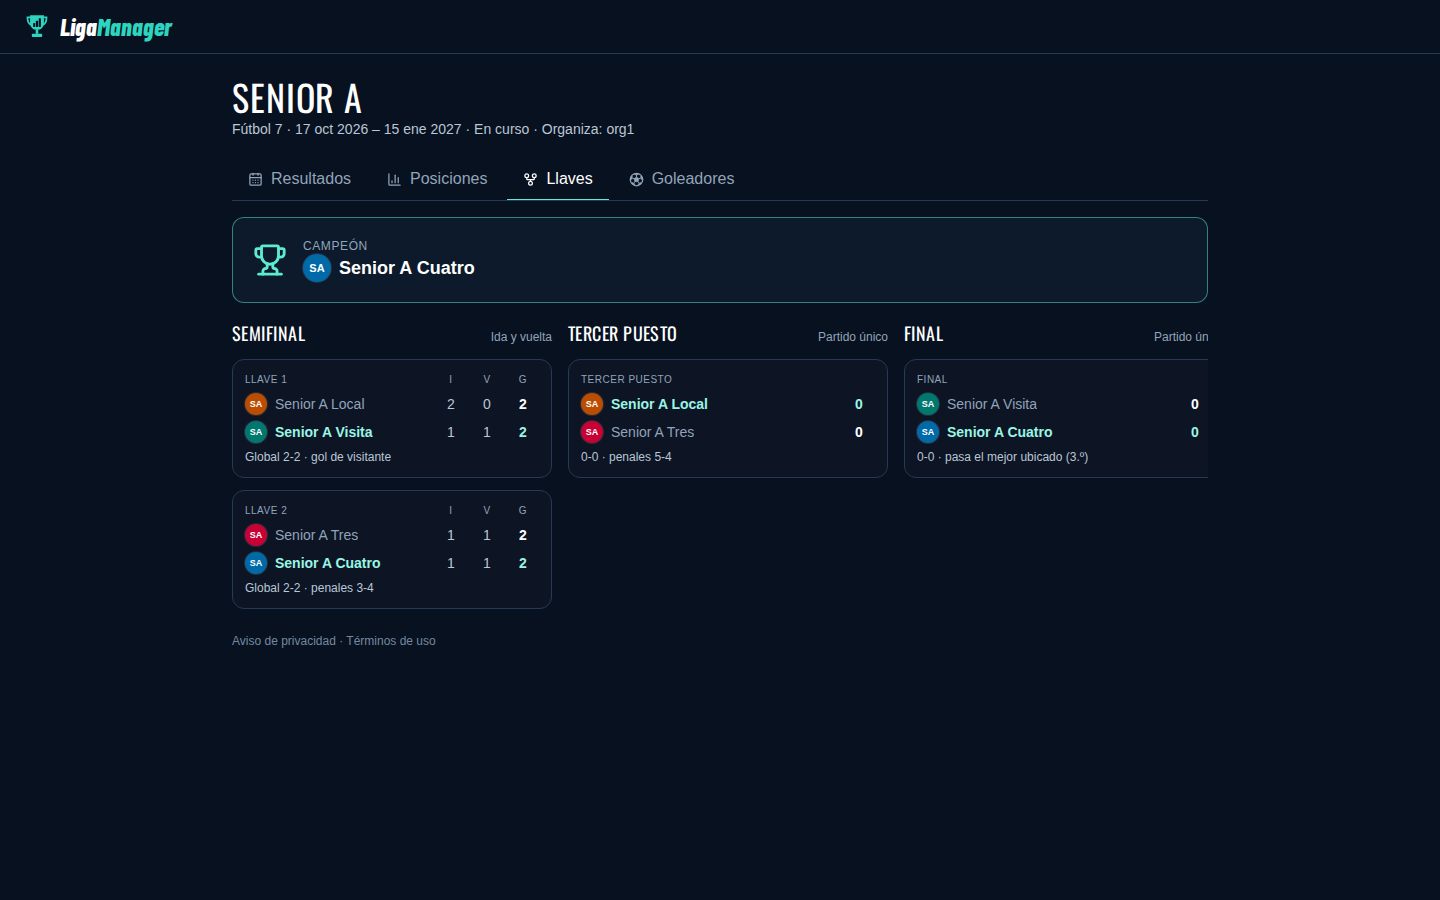 LigaManager
SENIOR A
Fútbol 7 · 17 oct 2026 – 15 ene 2027 · En curso · Organiza: org1
Resultados Posiciones Llaves Goleadores
CAMPEÓN
SA Senior A Cuatro
SEMIFINAL Ida y vuelta
LLAVE 1 I V G
SA Senior A Local 2 0 2
SA Senior A Visita 1 1 2
Global 2-2 · gol de visitante
LLAVE 2 I V G
SA Senior A Tres 1 1 2
SA Senior A Cuatro 1 1 2
Global 2-2 · penales 3-4
TERCER PUESTO Partido único
TERCER PUESTO
SA Senior A Local 0
SA Senior A Tres 0
0-0 · penales 5-4
FINAL Partido ún
FINAL
SA Senior A Visita 0
SA Senior A Cuatro 0
0-0 · pasa el mejor ubicado (3.º)
Aviso de privacidad · Términos de uso